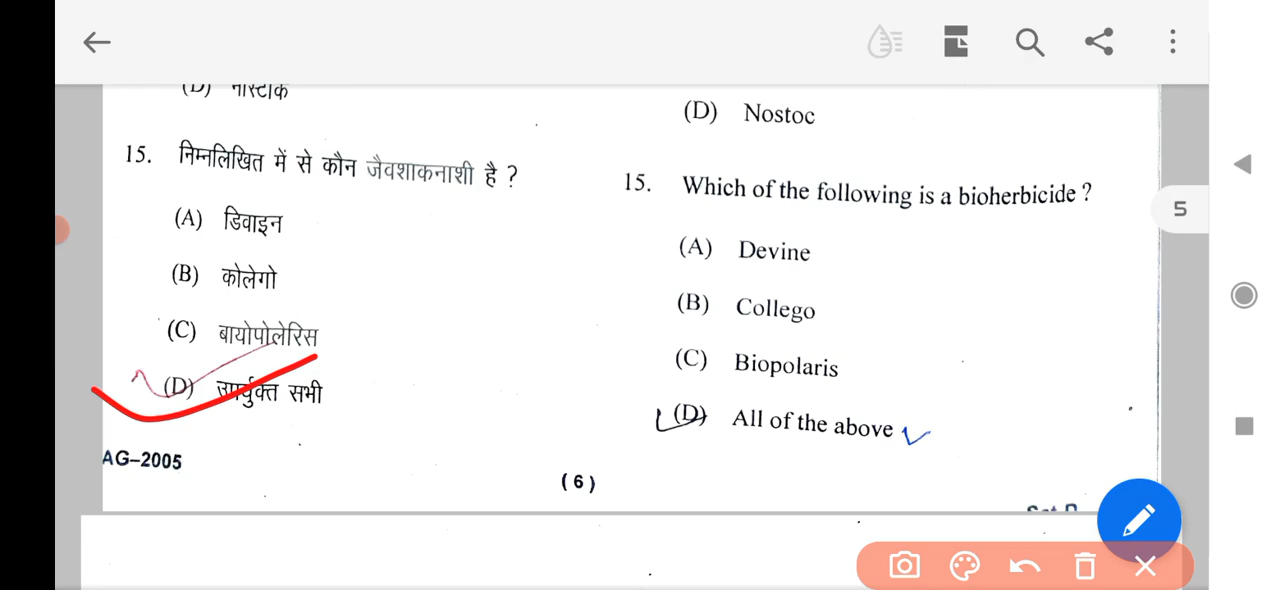 (D) नोस्टॉक
15. निम्नलिखित में से कौन जैवशाकनाशी है ?
(A) डिवाइन
(B) कोलेगो
(C) बायोपोलेरिस
(D) उपर्युक्त सभी
AG–2005
(D) Nostoc
15. Which of the following is a bioherbicide ?
(A) Devine
(B) Collego
(C) Biopolaris
(D) All of the above
( 6 )
5